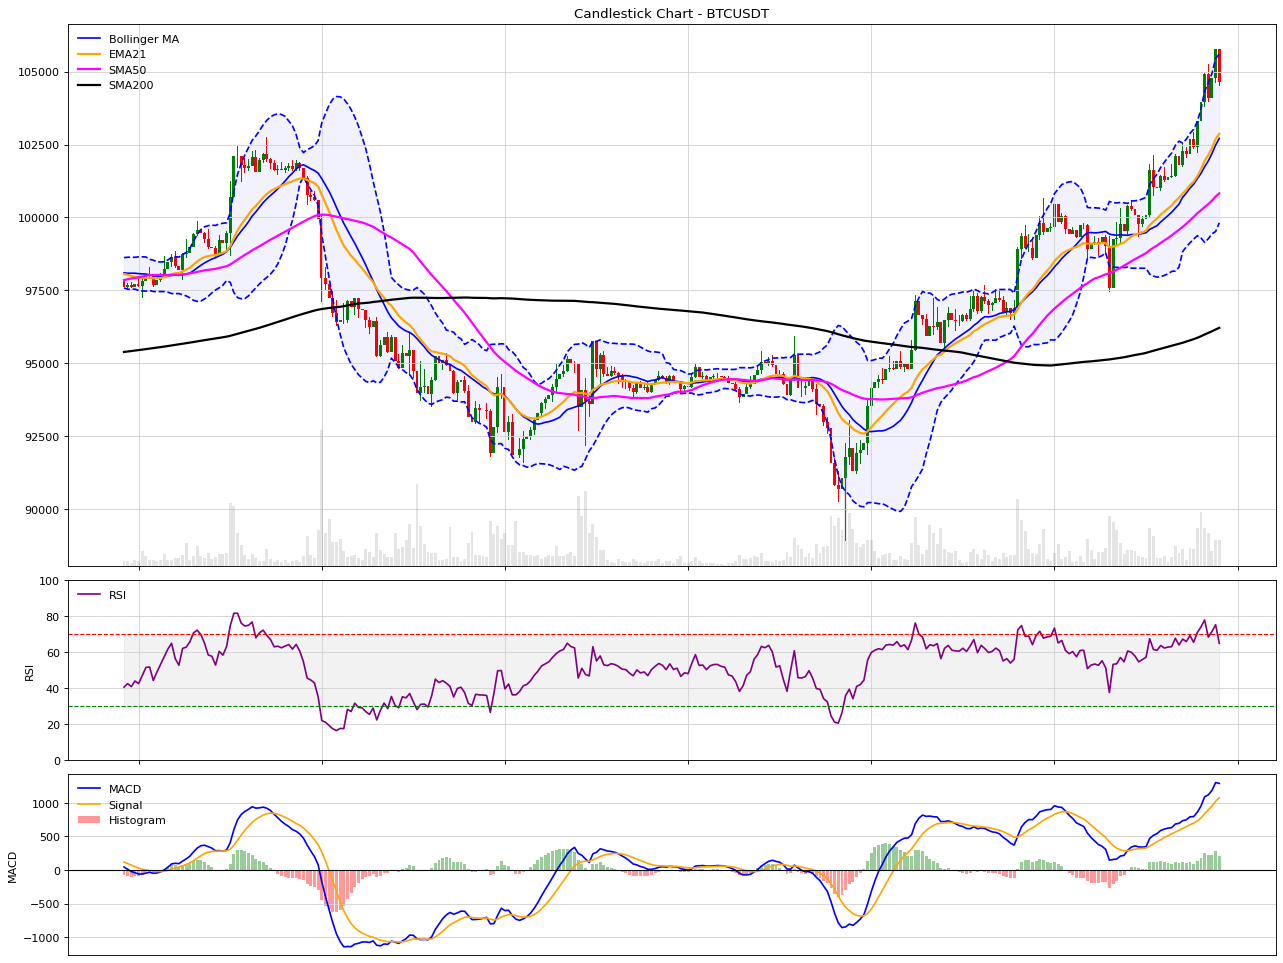 Candlestick Chart - BTCUSDT
Bollinger MA
EMA21
SMA50
SMA200
105000
102500
100000
97500
95000
92500
90000
RSI
100
80
60
40
20
0
RSI
MACD
Signal
Histogram
1000
500
0
−500
−1000
MACD